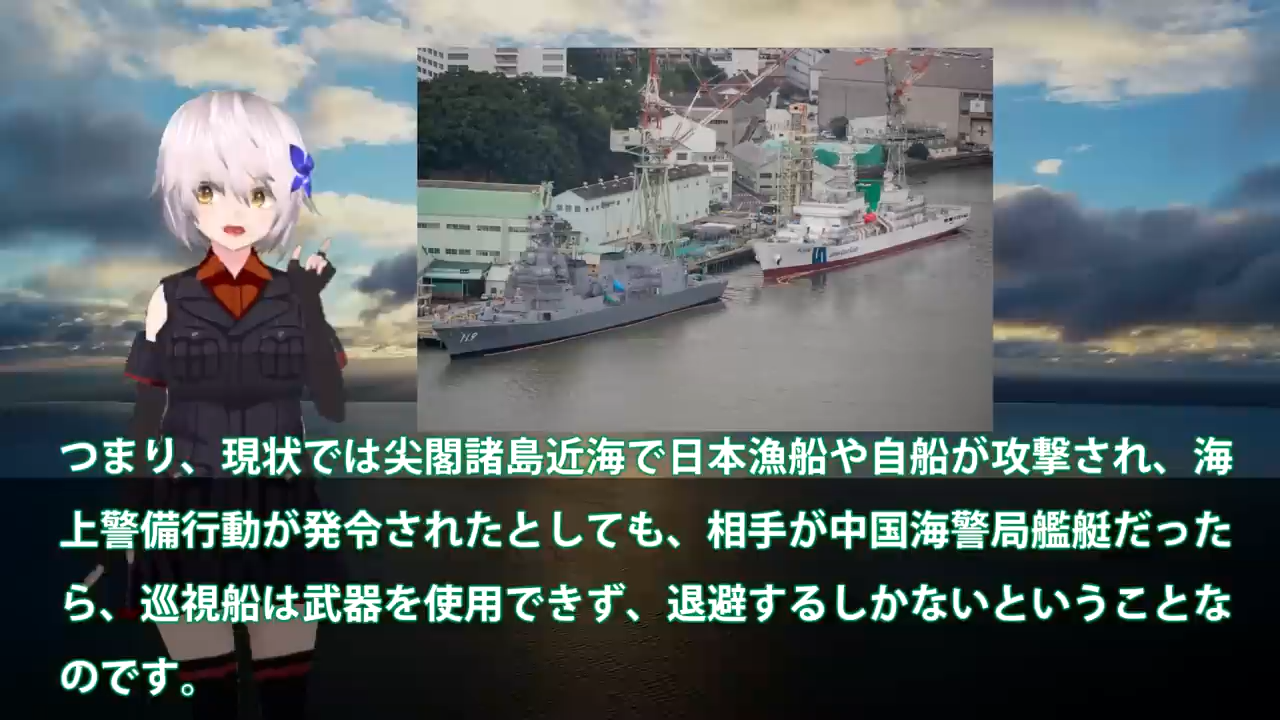 119
つまり、現状では尖閣諸島近海で日本漁船や自船が攻撃され、海
上警備行動が発令されたとしても、相手が中国海警局艦艇だった
ら、巡視船は武器を使用できず、退避するしかないということな
のです。